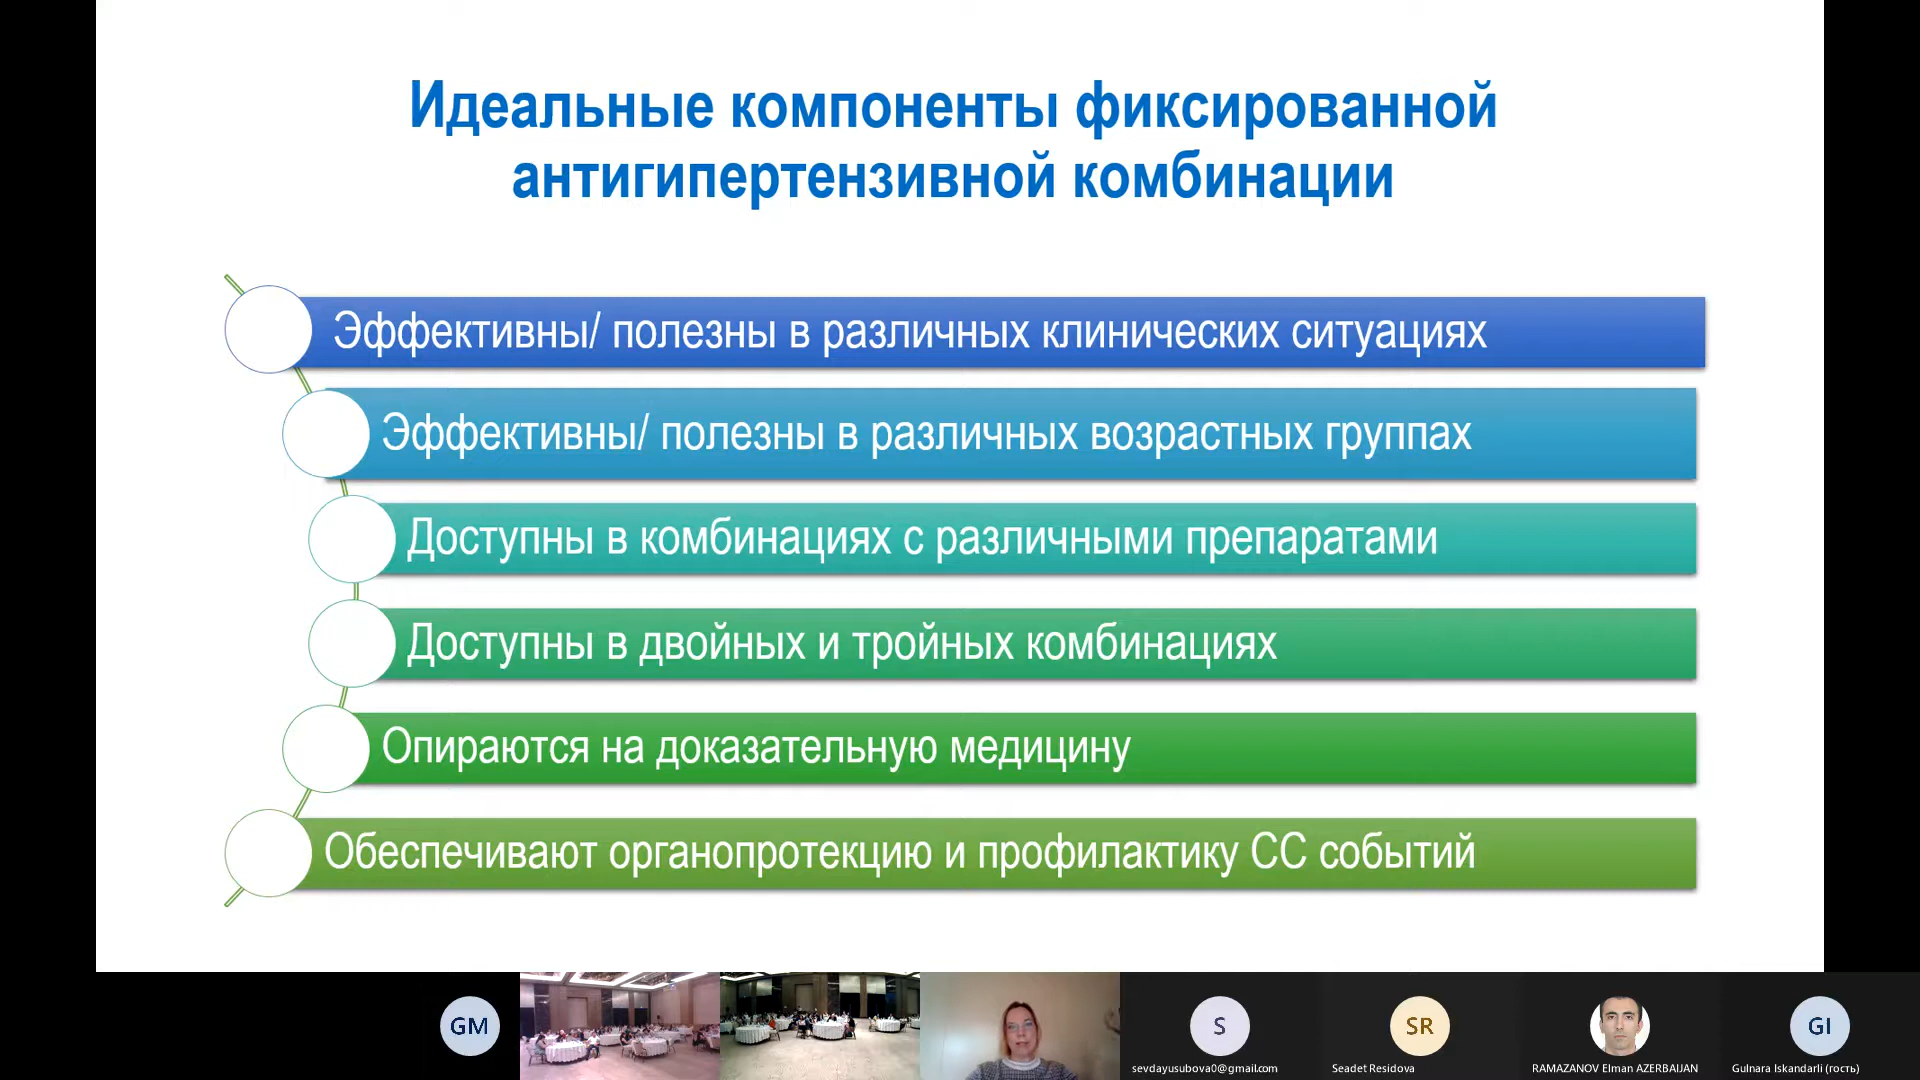 Идеальные компоненты фиксированной
антигипертензивной комбинации
Эффективны/ полезны в различных клинических ситуациях
Эффективны/ полезны в различных возрастных группах
Доступны в комбинациях с различными препаратами
Доступны в двойных и тройных комбинациях
Опираются на доказательную медицину
Обеспечивают органопротекцию и профилактику СС событий
GM
S
SR
GI
sevdayusubova0@gmail.com
Seadet Residova
RAMAZANOV Elman AZERBAIJAN
Gulnara Iskandarli (гость)